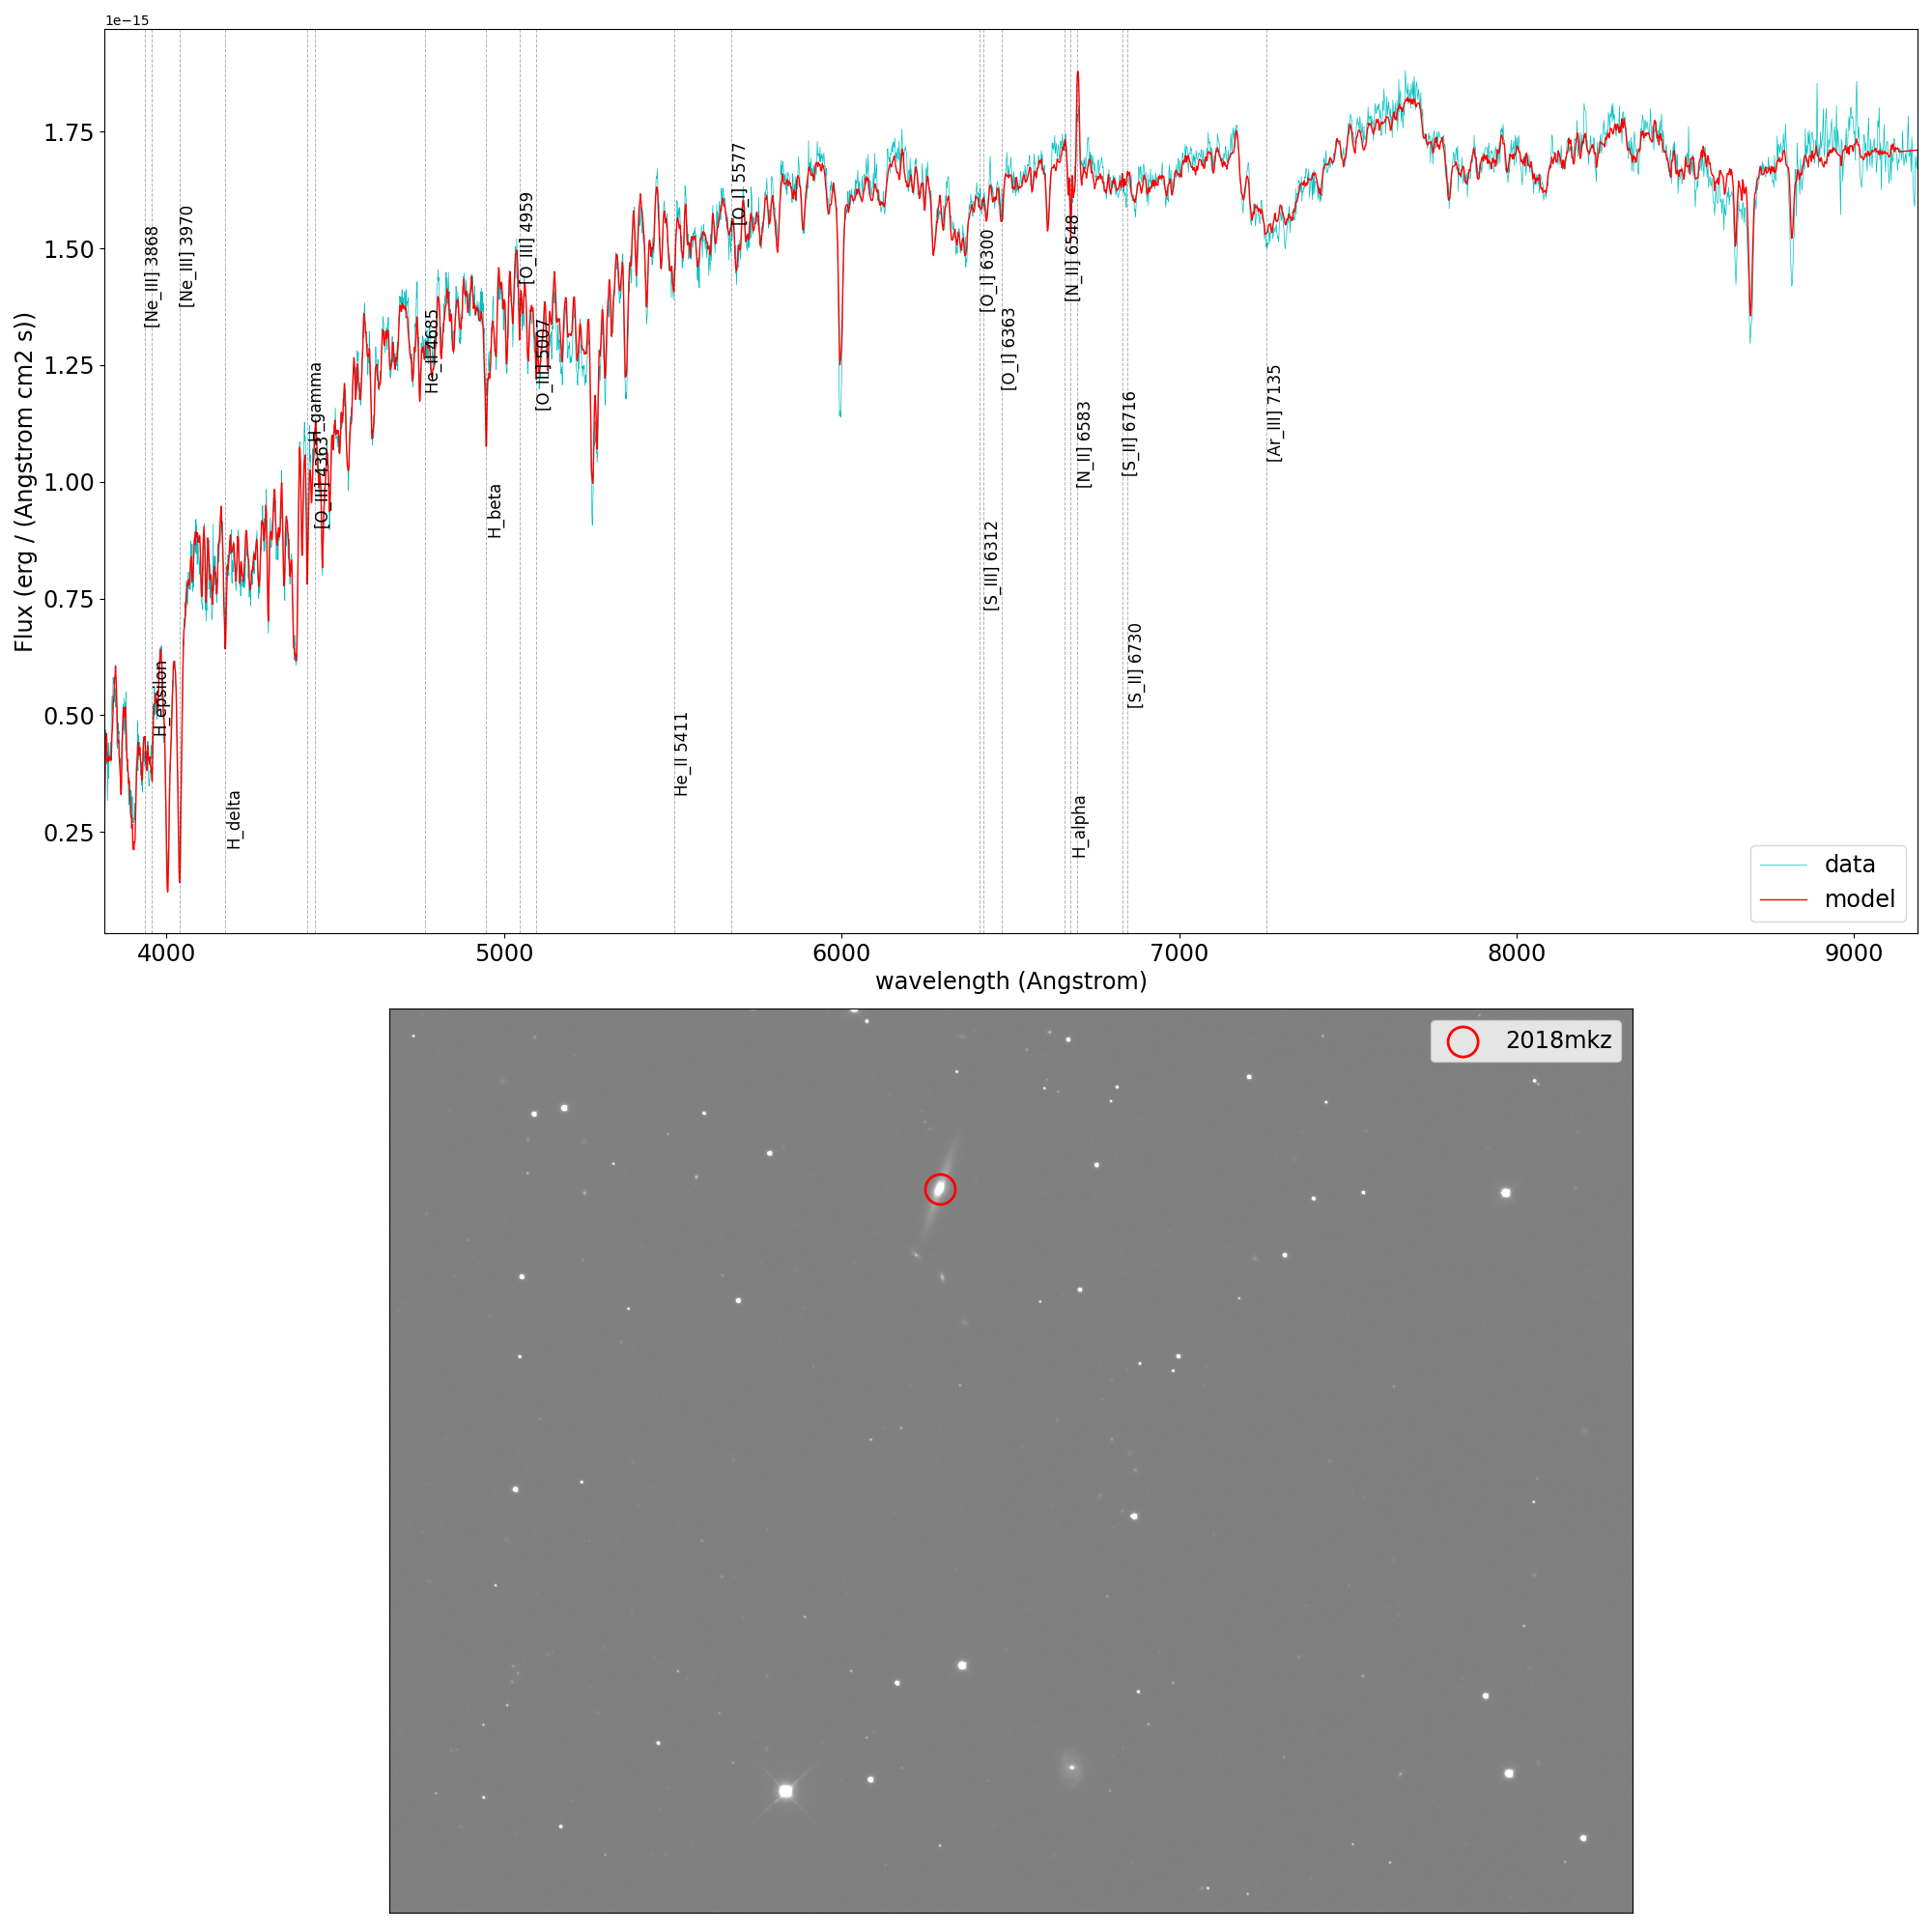 1e−15
Flux (erg / (Angstrom cm2 s))
1.75
1.50
1.25
1.00
0.75
0.50
0.25
[Ne_III] 3868
H_epsilon
[Ne_III] 3970
H_delta
H_gamma
[O_III] 4363
He_II 4685
H_beta
[O_III] 4959
[O_III] 5007
He_II 5411
[O_I] 5577
[O_I] 6300
[S_III] 6312
[O_I] 6363
[N_II] 6548
H_alpha
[N_II] 6583
[S_II] 6716
[S_II] 6730
[Ar_III] 7135
data
model
4000 5000 6000 7000 8000 9000
wavelength (Angstrom)
2018mkz